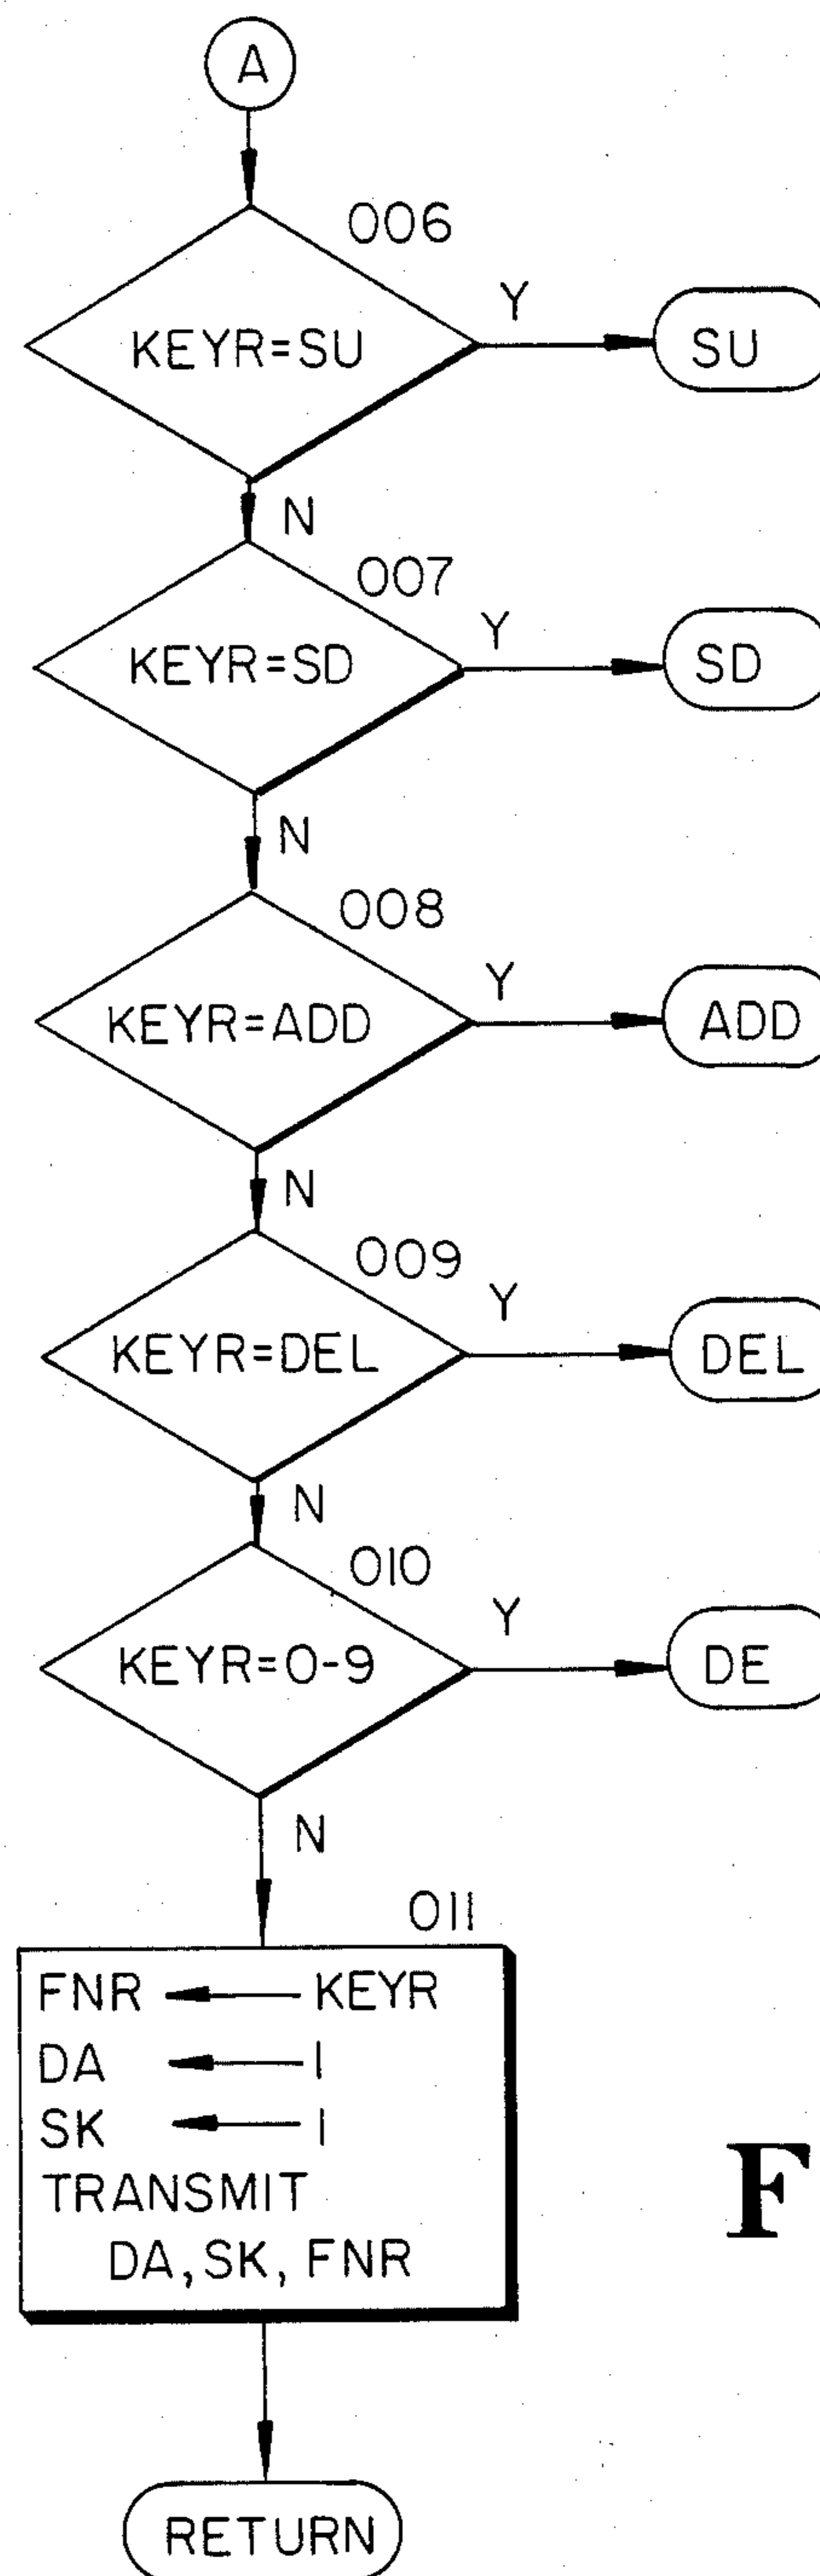 A
006
Y
KEYR=SU
SU
N
007
Y
KEYR=SD
SD
N
008
Y
KEYR=ADD
ADD
N
009
Y
KEYR=DEL
DEL
N
010
Y
KEYR=0-9
DE
N
011
FNR ← KEYR
DA ← 1
SK ← 1
TRANSMIT
DA, SK, FNR
F
RETURN